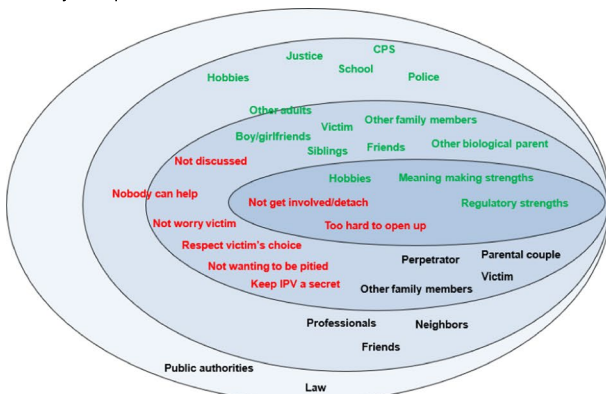 Justice
CPS
School
Hobbies
Police
Other adults
Other family members
Victim
Boy/girlfriends
Siblings
Friends
Other biological parent
Not discussed
Hobbies
Meaning making strengths
Nobody can help
Not get involved/detach
Regulatory strengths
Not worry victim
Too hard to open up
Respect victim's choice
Perpetrator
Parental couple
Not wanting to be pitied
Victim
Keep IPV a secret
Other family members
Professionals
Neighbors
Friends
Public authorities
Law